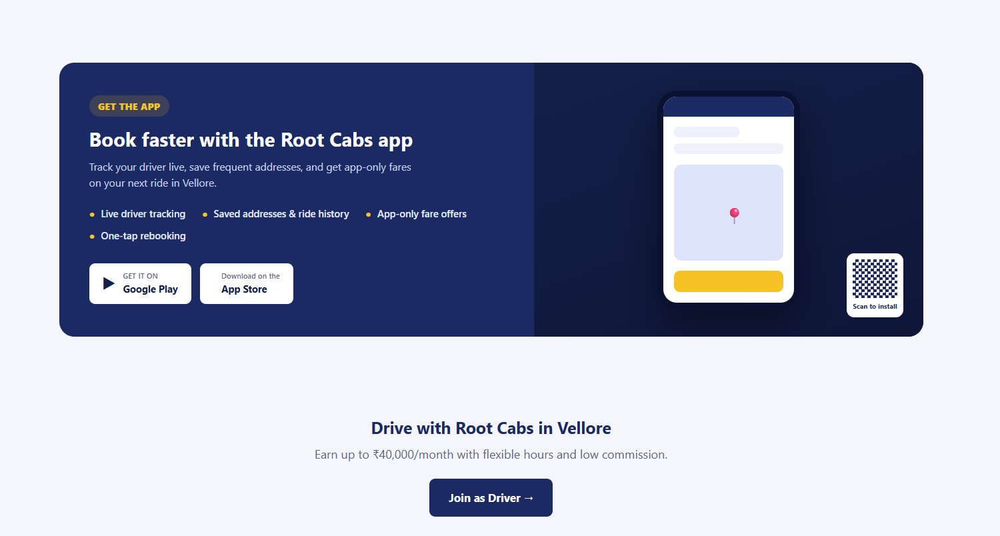 GET THE APP
Book faster with the Root Cabs app
Track your driver live, save frequent addresses, and get app-only fares
on your next ride in Vellore.
● Live driver tracking ● Saved addresses & ride history ● App-only fare offers
● One-tap rebooking
GET IT ON
Google Play
Download on the
App Store
Scan to install
Drive with Root Cabs in Vellore
Earn up to ₹40,000/month with flexible hours and low commission.
Join as Driver →